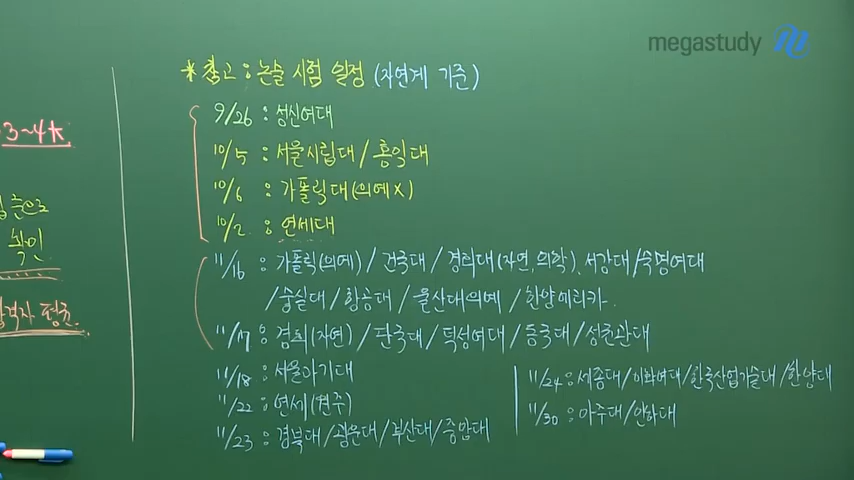 megastudy
* 참고 : 논술 시험 일정 (자연계 기준)
9/26 : 성신여대
10/5 : 서울시립대 / 홍익대
10/6 : 가톨릭대(의예X)
: 연세대
11/16 : 가톨릭(의예) / 건국대 / 경희대(자연, 의학), 서강대 / 숙명여대
/ 숭실대 / 항공대 / 울산대의예 / 한양에리카
11/17 : 경희(자연) / 단국대 / 덕성여대 / 동국대 / 성균관대
11/18 : 서울과기대
11/22 : 연세(원주)
11/23 : 경북대 / 광운대 / 부산대 / 중앙대
11/24 : 세종대 / 이화여대 / 한국산업기술대 / 한양대
11/30 : 아주대 / 인하대
3~4